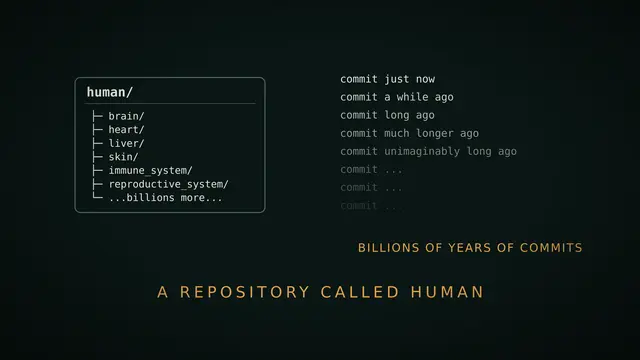 human/
├─ brain/
├─ heart/
├─ liver/
├─ skin/
├─ immune_system/
├─ reproductive_system/
└─ ...billions more...
commit just now
commit a while ago
commit long ago
commit much longer ago
commit unimaginably long ago
commit ...
commit ...
commit ...
BILLIONS OF YEARS OF COMMITS
A REPOSITORY CALLED HUMAN